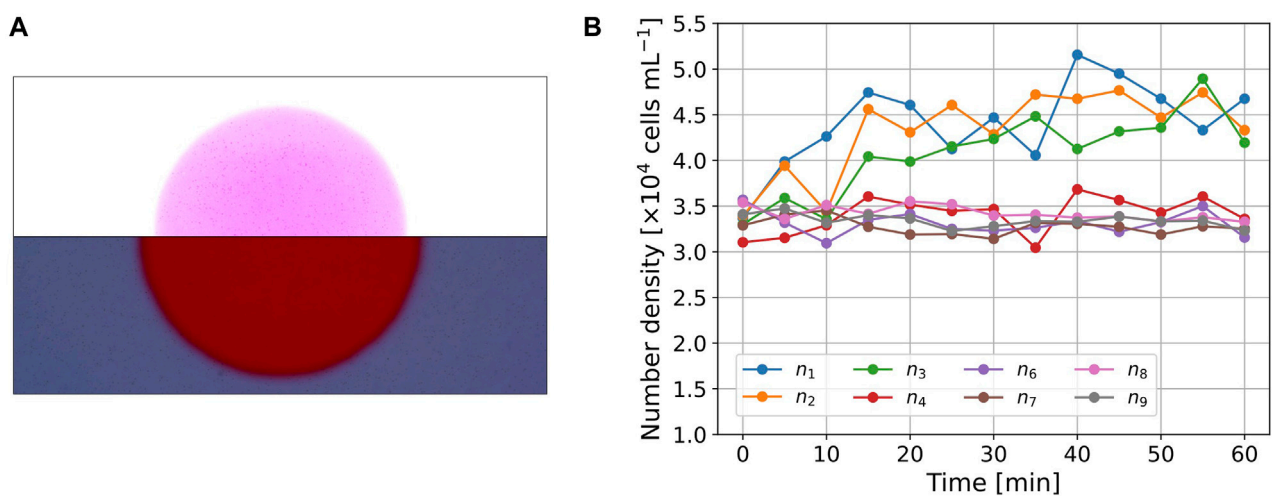 A
B
Number density [×10⁴ cells mL⁻¹]
5.5
5.0
4.5
4.0
3.5
3.0
2.5
2.0
1.5
1.0
n₁ n₃ n₆ n₈
n₂ n₄ n₇ n₉
0 10 20 30 40 50 60
Time [min]